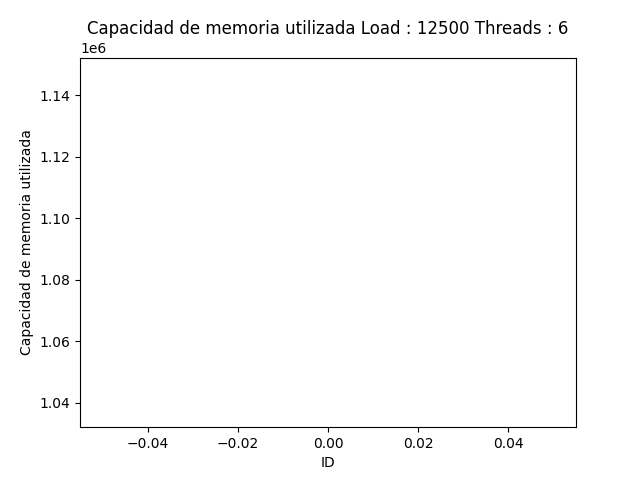 Capacidad de memoria utilizada Load : 12500 Threads : 6
1e6
1.14
1.12
1.10
1.08
1.06
1.04
Capacidad de memoria utilizada
−0.04 −0.02 0.00 0.02 0.04
ID